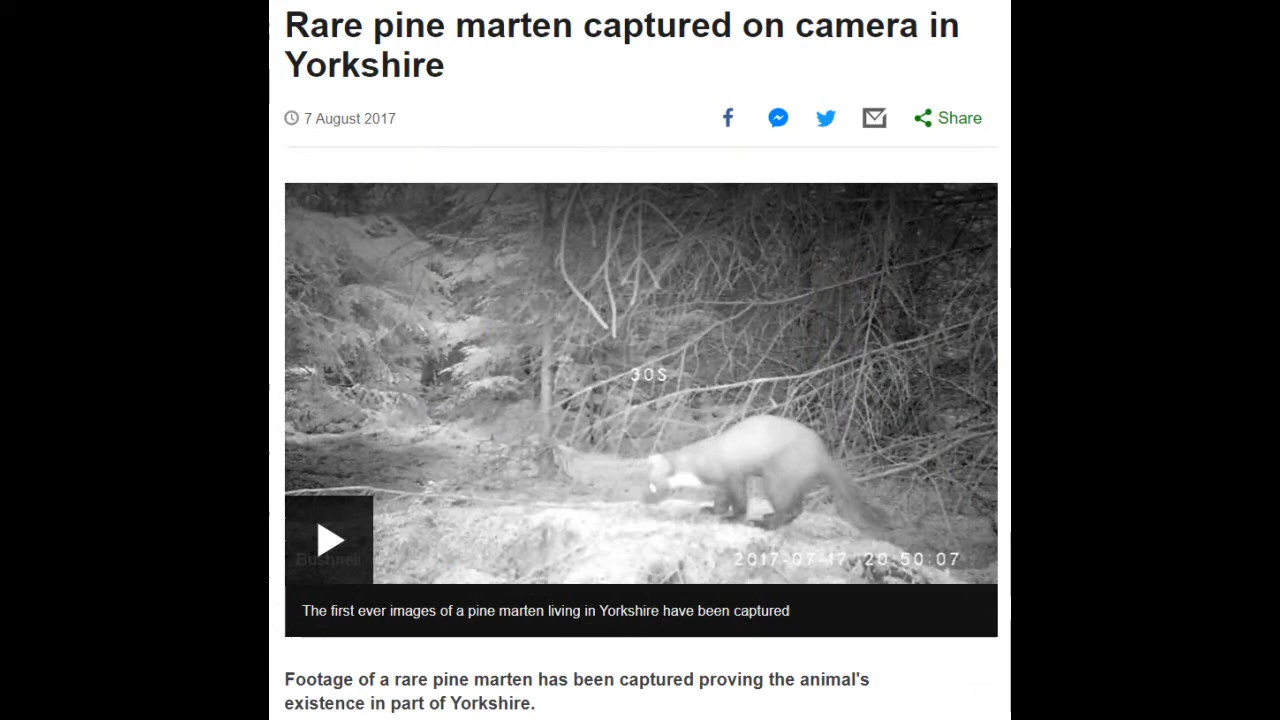 Rare pine marten captured on camera in
Yorkshire
7 August 2017
Share
30S
Bushnell
2017-07-17 20:50:07
The first ever images of a pine marten living in Yorkshire have been captured
Footage of a rare pine marten has been captured proving the animal's
existence in part of Yorkshire.